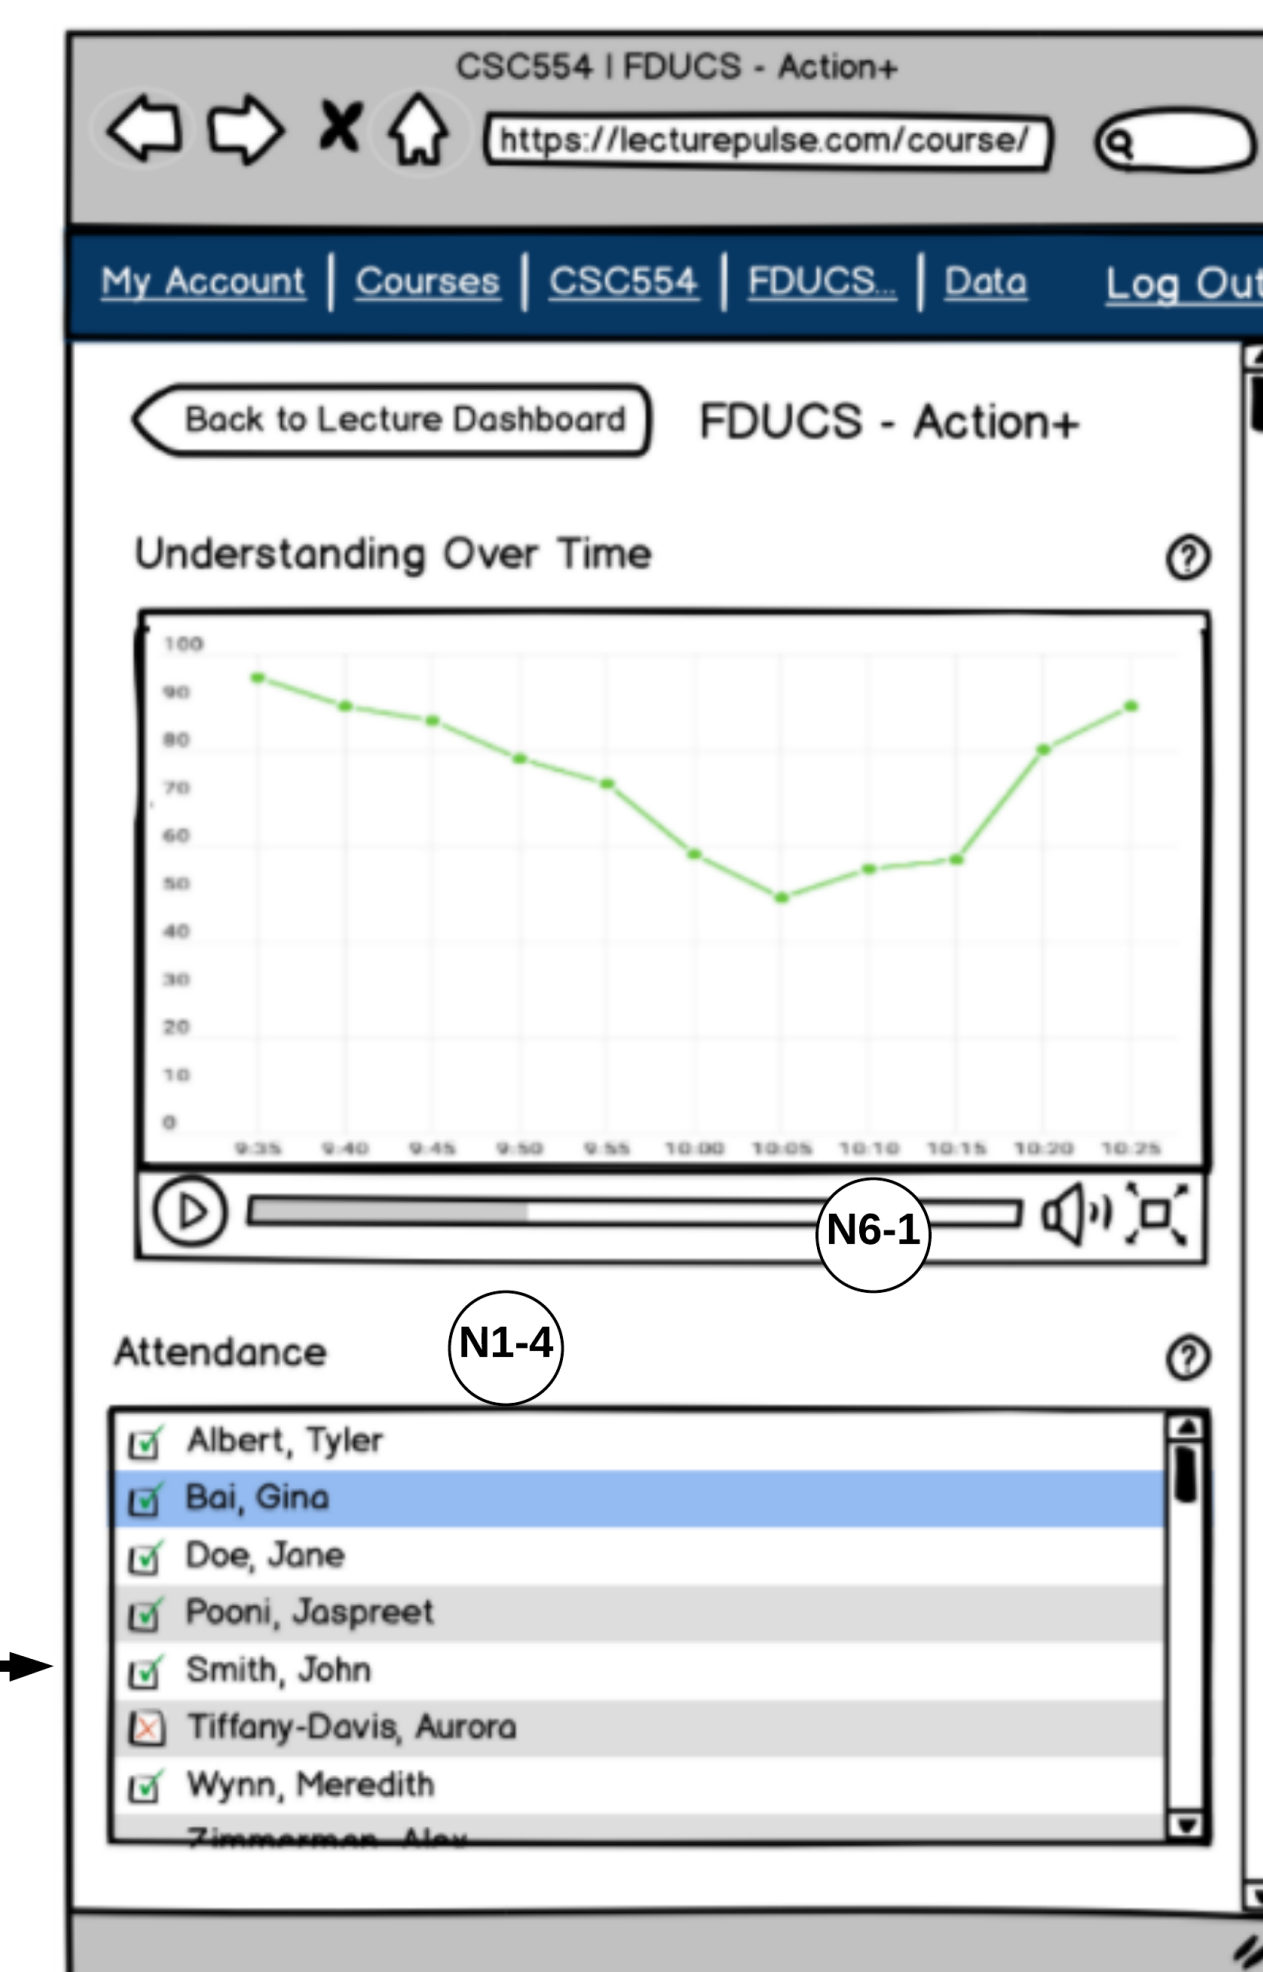 CSC554 | FDUCS - Action+
https://lecturepulse.com/course/
My Account | Courses | CSC554 | FDUCS... | Data Log Out
Back to Lecture Dashboard
FDUCS - Action+
Understanding Over Time ?
100
90
80
70
60
50
40
30
20
10
0
9:35 9:40 9:45 9:50 9:55 10:00 10:05 10:10 10:15 10:20 10:25
N6-1
N1-4
Attendance ?
Albert, Tyler
Bai, Gina
Doe, Jane
Pooni, Jaspreet
Smith, John
Tiffany-Davis, Aurora
Wynn, Meredith
Zimmerman, Alex